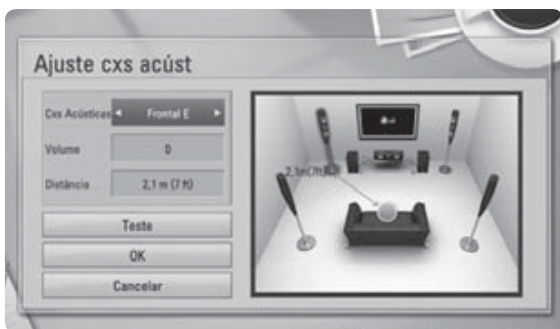 Ajuste cxs acúst
Cxs Acústicas
Frontal E
Volume
0
Distância
2,1 m (7 ft)
Teste
OK
Cancelar
2,1m(7ft)
LG